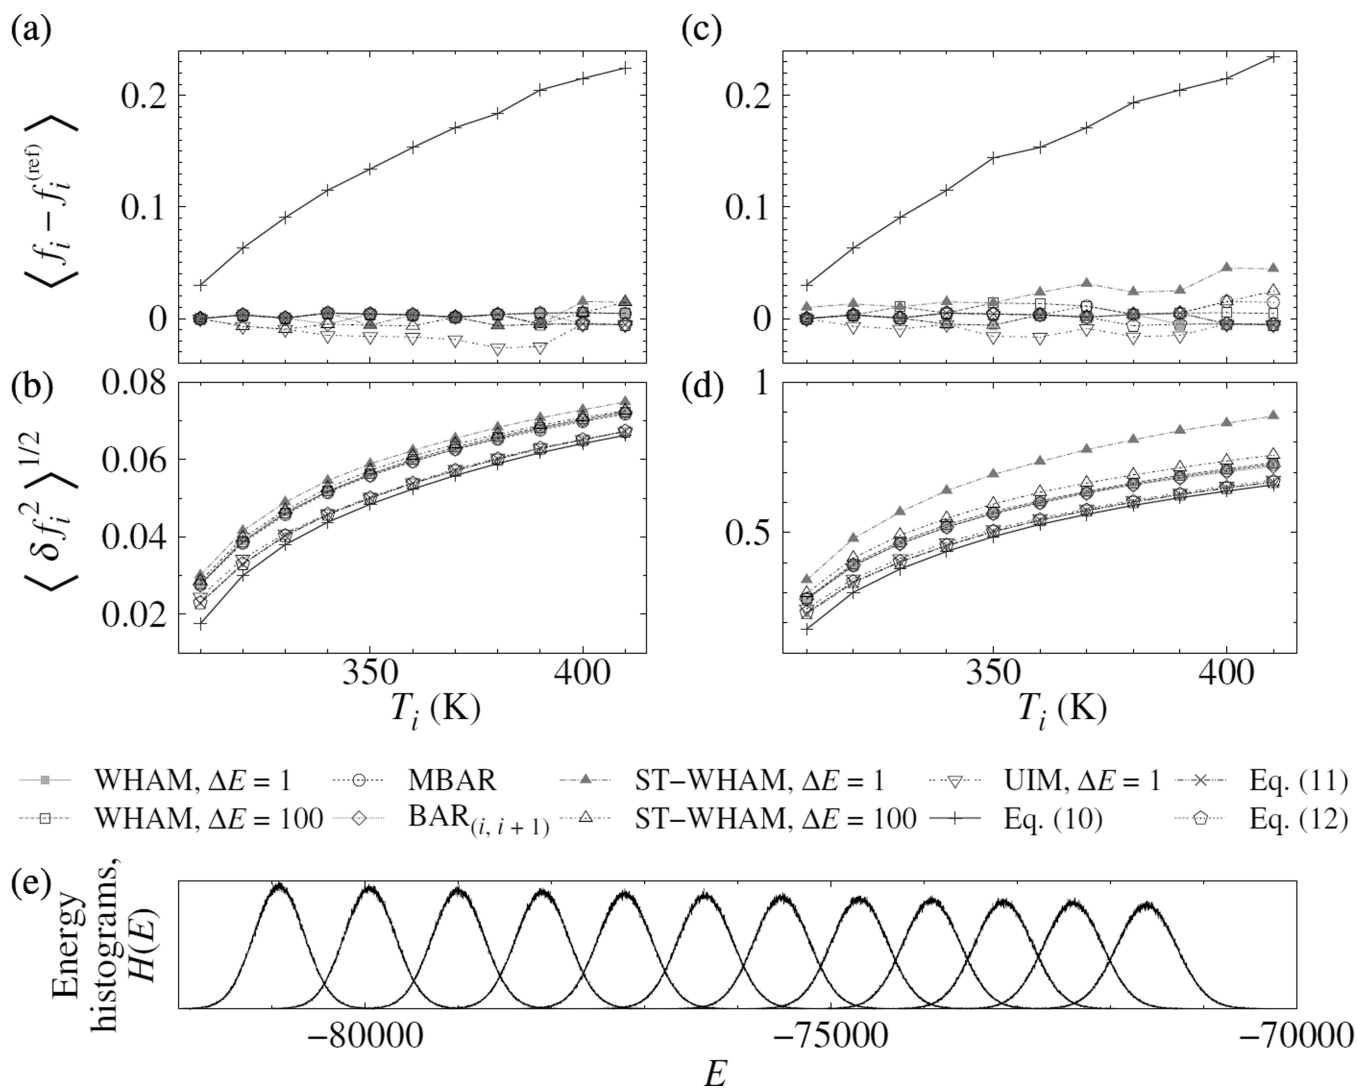 (a)
(c)
0.2
0.1
0
0.2
0.1
0
⟨ f_i − f_i^(ref) ⟩
(b)
(d)
0.08
0.06
0.04
0.02
1
0.5
⟨ δf_i^2 ⟩^1/2
350
400
350
400
T_i (K)
T_i (K)
WHAM, ΔE = 1
MBAR
ST−WHAM, ΔE = 1
UIM, ΔE = 1
Eq. (11)
WHAM, ΔE = 100
BAR_(i, i + 1)
ST−WHAM, ΔE = 100
Eq. (10)
Eq. (12)
(e)
Energy
histograms,
H(E)
−80000
−75000
−70000
E